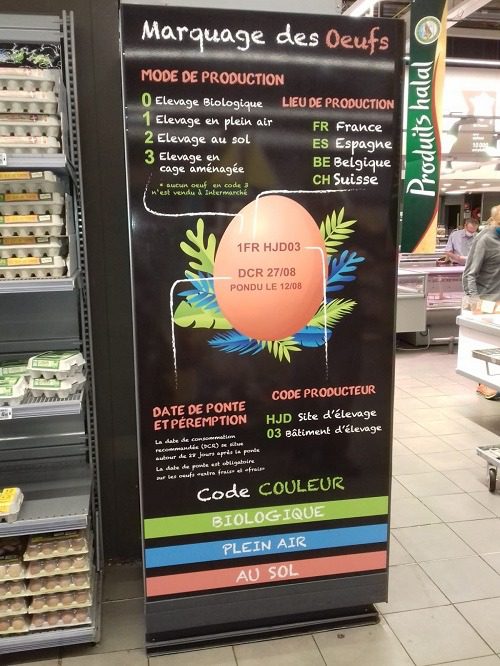 Marquage des Oeufs
MODE DE PRODUCTION
0 Elevage Biologique
1 Elevage en plein air
2 Elevage au sol
3 Elevage en
cage aménagée
* aucun oeuf en code 3
n'est vendu à Intermarché
LIEU DE PRODUCTION
FR France
ES Espagne
BE Belgique
CH Suisse
1FR HJD03
DCR 27/08
PONDU LE 12/08
DATE DE PONTE
ET PÉREMPTION
La date de consommation
recommandée (DCR) se situe
autour de 28 jours après la ponte
La date de ponte est obligatoire
sur les oeufs «extra frais» et «frais»
CODE PRODUCTEUR
HJD Site d'élevage
03 Bâtiment d'élevage
Code COULEUR
BIOLOGIQUE
PLEIN AIR
AU SOL
Produits halal